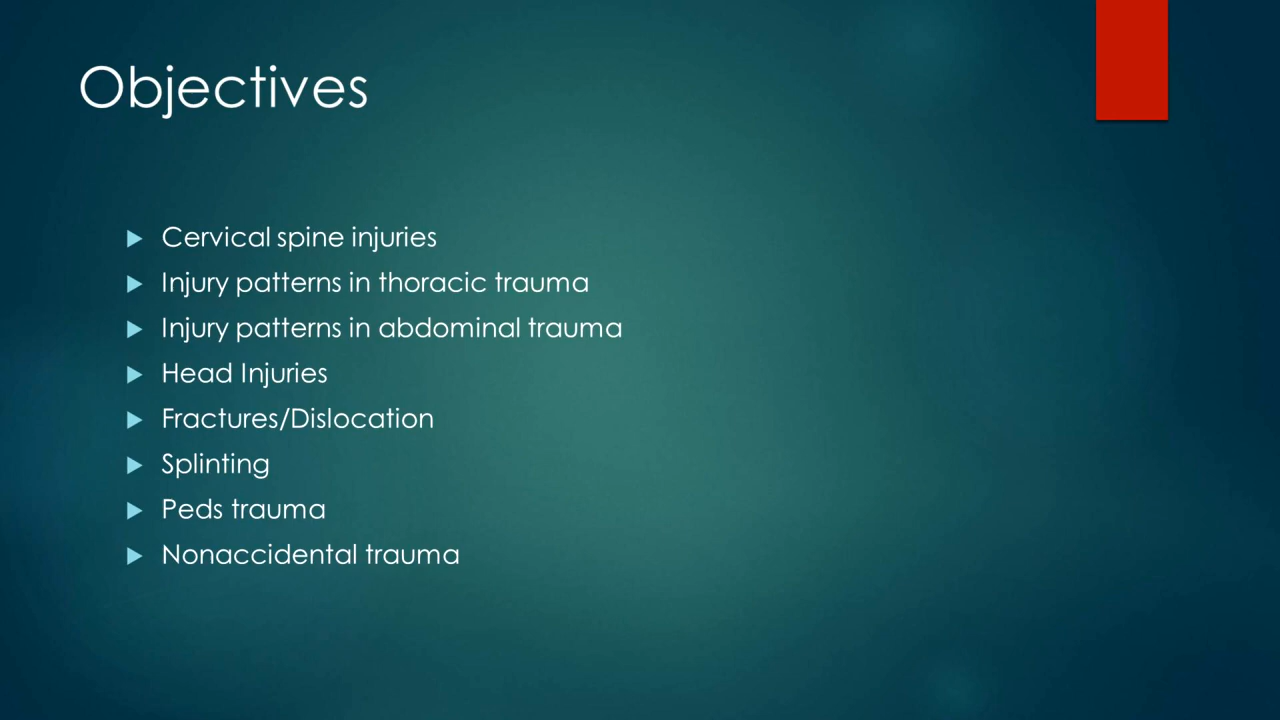 Objectives
Cervical spine injuries
Injury patterns in thoracic trauma
Injury patterns in abdominal trauma
Head Injuries
Fractures/Dislocation
Splinting
Peds trauma
Nonaccidental trauma